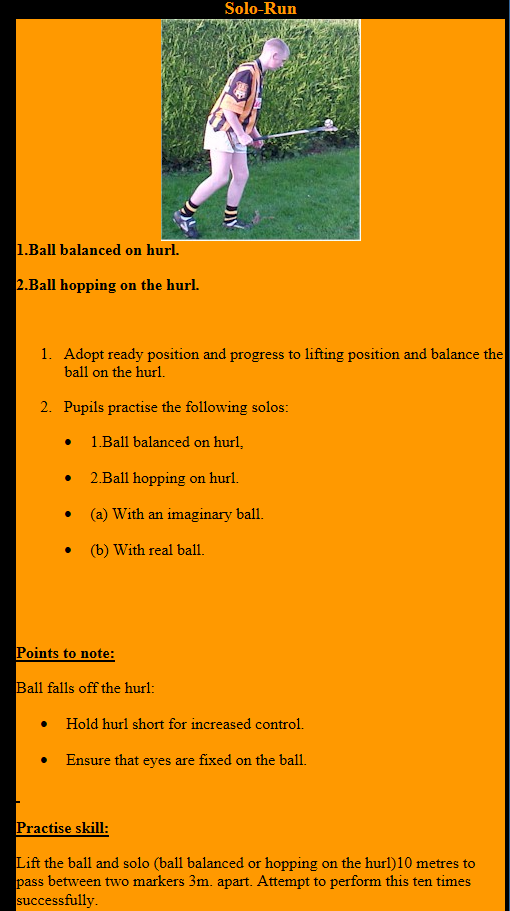 Solo-Run
1.Ball balanced on hurl.
2.Ball hopping on the hurl.
1. Adopt ready position and progress to lifting position and balance the
ball on the hurl.
2. Pupils practise the following solos:
• 1.Ball balanced on hurl,
• 2.Ball hopping on hurl.
• (a) With an imaginary ball.
• (b) With real ball.
Points to note:
Ball falls off the hurl:
• Hold hurl short for increased control.
• Ensure that eyes are fixed on the ball.
Practise skill:
Lift the ball and solo (ball balanced or hopping on the hurl)10 metres to
pass between two markers 3m. apart. Attempt to perform this ten times
successfully.